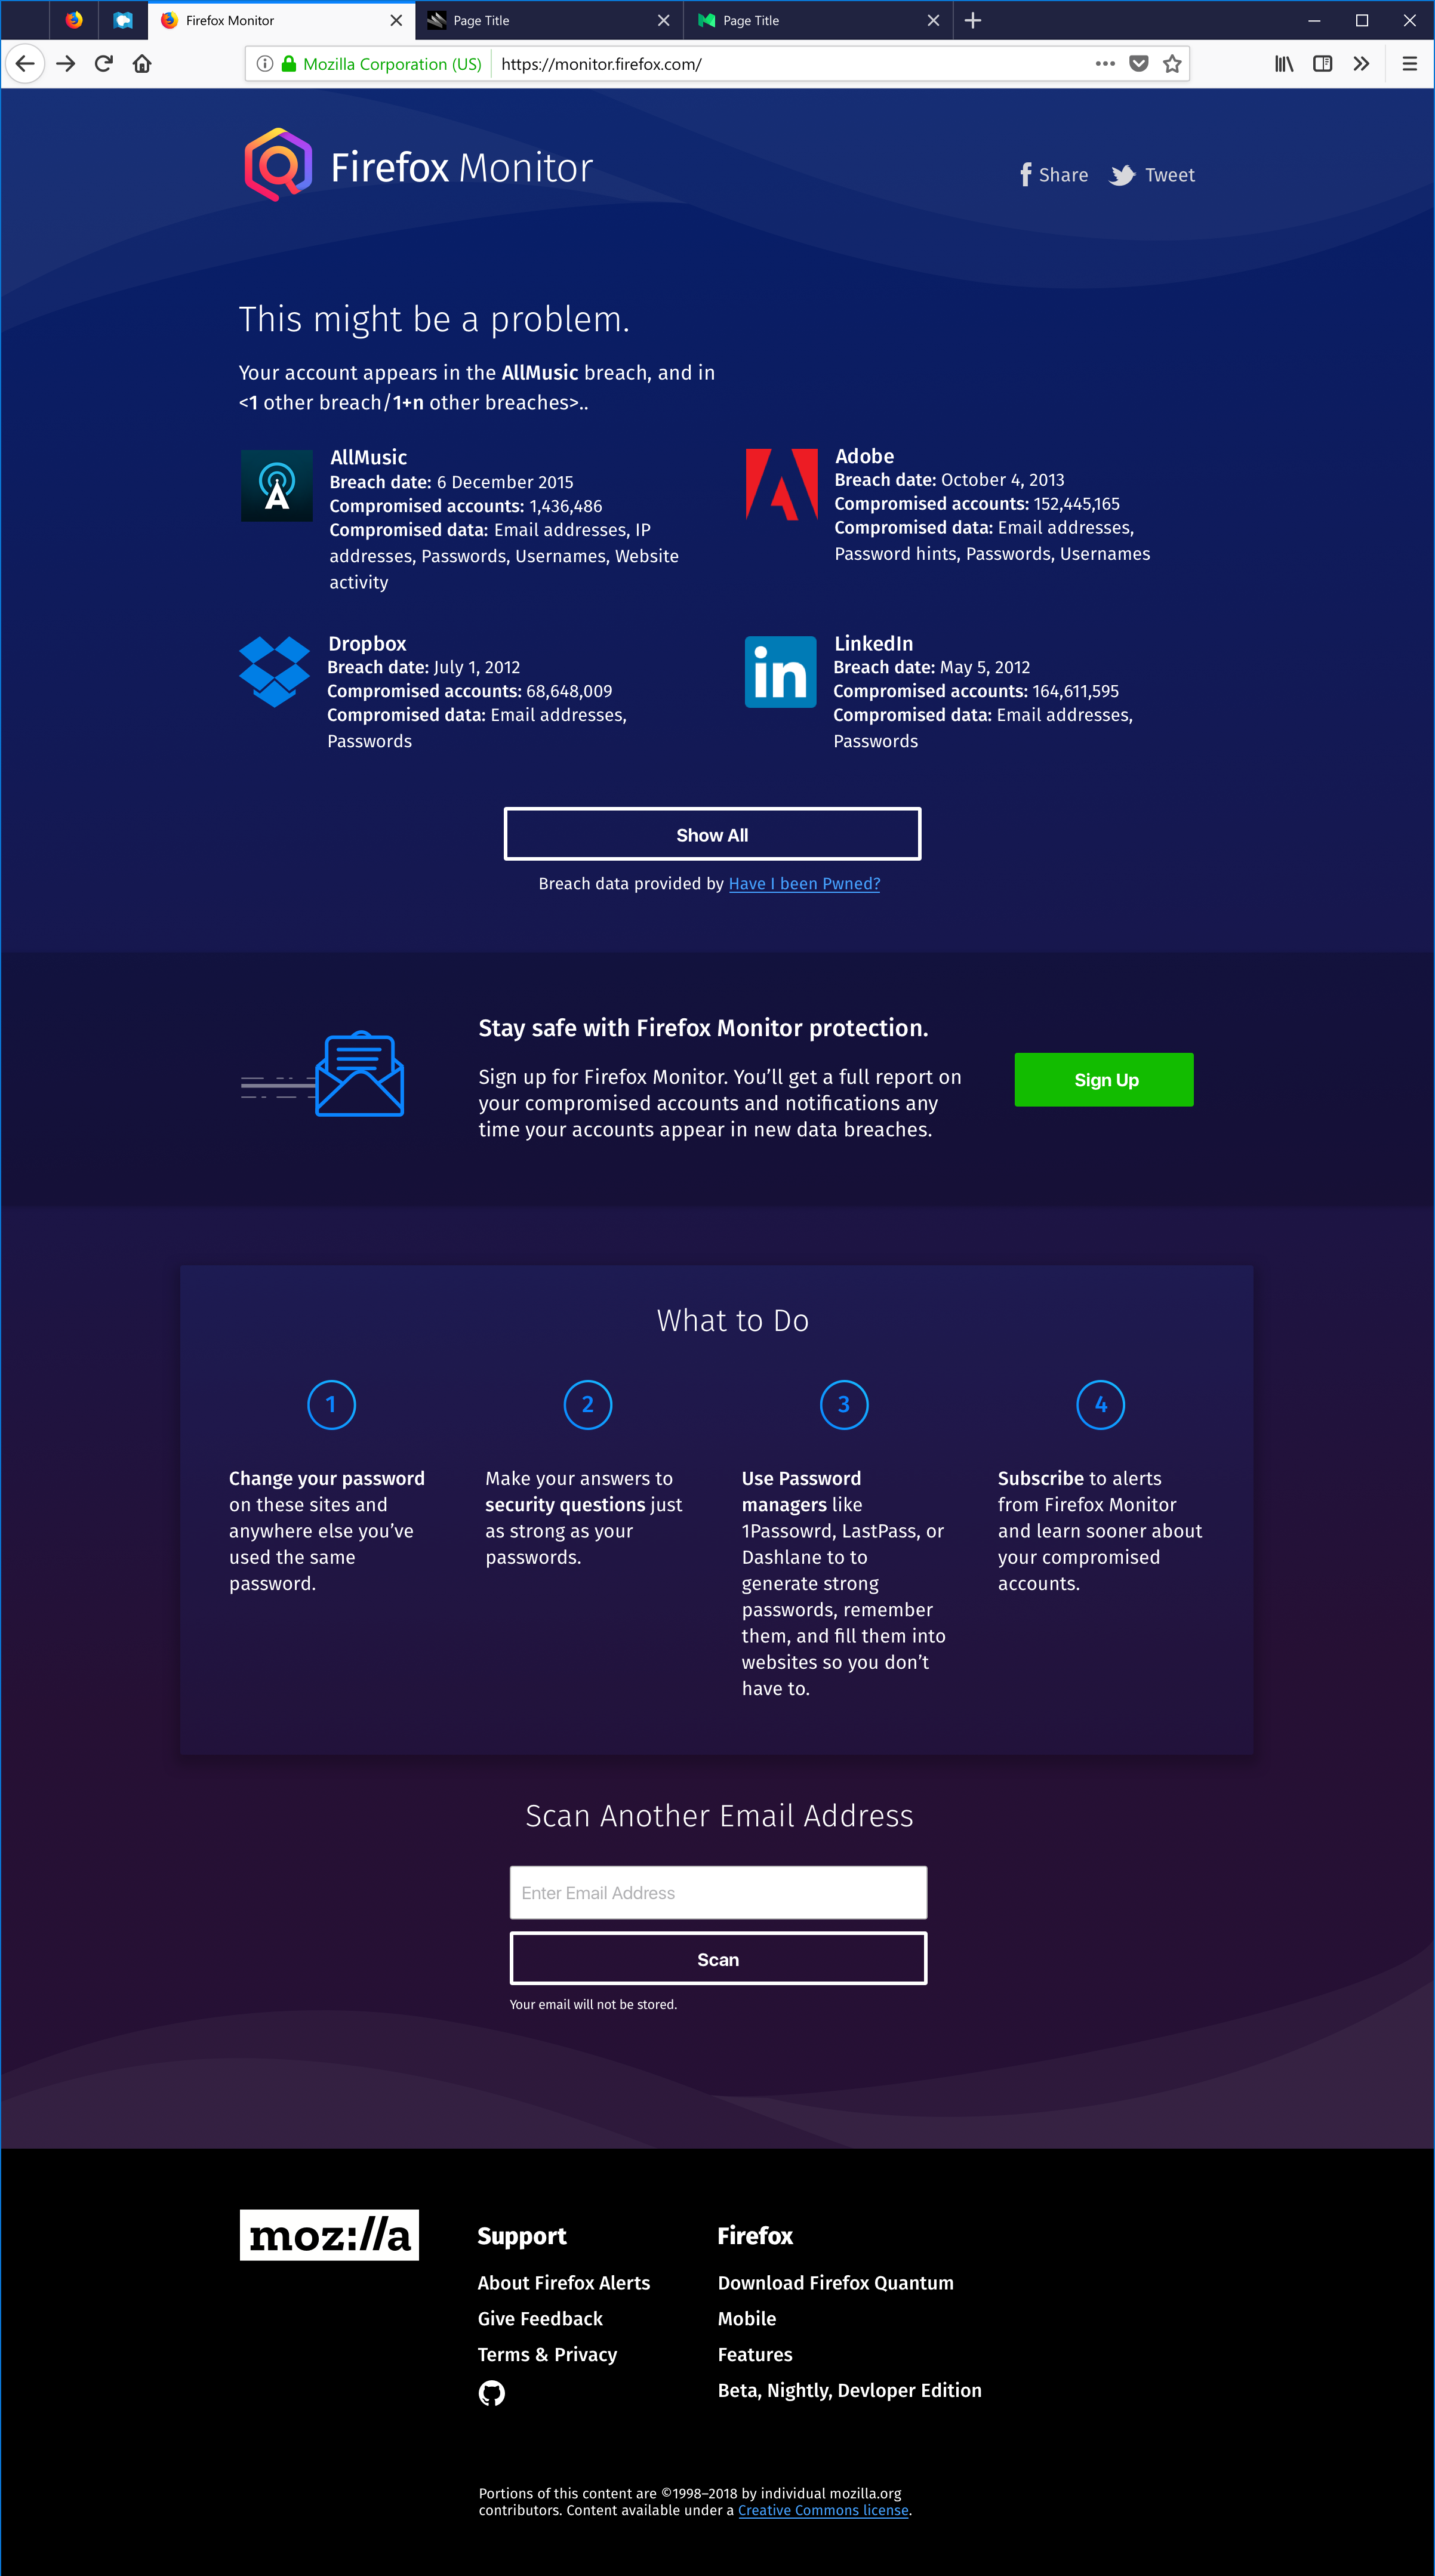 Firefox Monitor
Page Title
Page Title
Mozilla Corporation (US)
https://monitor.firefox.com/
Firefox Monitor
Share
Tweet
This might be a problem.
Your account appears in the AllMusic breach, and in
<1 other breach/1+n other breaches>..
AllMusic
Breach date: 6 December 2015
Compromised accounts: 1,436,486
Compromised data: Email addresses, IP
addresses, Passwords, Usernames, Website
activity
Adobe
Breach date: October 4, 2013
Compromised accounts: 152,445,165
Compromised data: Email addresses,
Password hints, Passwords, Usernames
Dropbox
Breach date: July 1, 2012
Compromised accounts: 68,648,009
Compromised data: Email addresses,
Passwords
in
LinkedIn
Breach date: May 5, 2012
Compromised accounts: 164,611,595
Compromised data: Email addresses,
Passwords
Show All
Breach data provided by Have I been Pwned?
Stay safe with Firefox Monitor protection.
Sign up for Firefox Monitor. You’ll get a full report on
your compromised accounts and notifications any
time your accounts appear in new data breaches.
Sign Up
What to Do
1
Change your password
on these sites and
anywhere else you’ve
used the same
password.
2
Make your answers to
security questions just
as strong as your
passwords.
3
Use Password
managers like
1Passowrd, LastPass, or
Dashlane to to
generate strong
passwords, remember
them, and fill them into
websites so you don’t
have to.
4
Subscribe to alerts
from Firefox Monitor
and learn sooner about
your compromised
accounts.
Scan Another Email Address
Enter Email Address
Scan
Your email will not be stored.
moz://a
Support
About Firefox Alerts
Give Feedback
Terms & Privacy
Firefox
Download Firefox Quantum
Mobile
Features
Beta, Nightly, Devloper Edition
Portions of this content are ©1998–2018 by individual mozilla.org
contributors. Content available under a Creative Commons license.